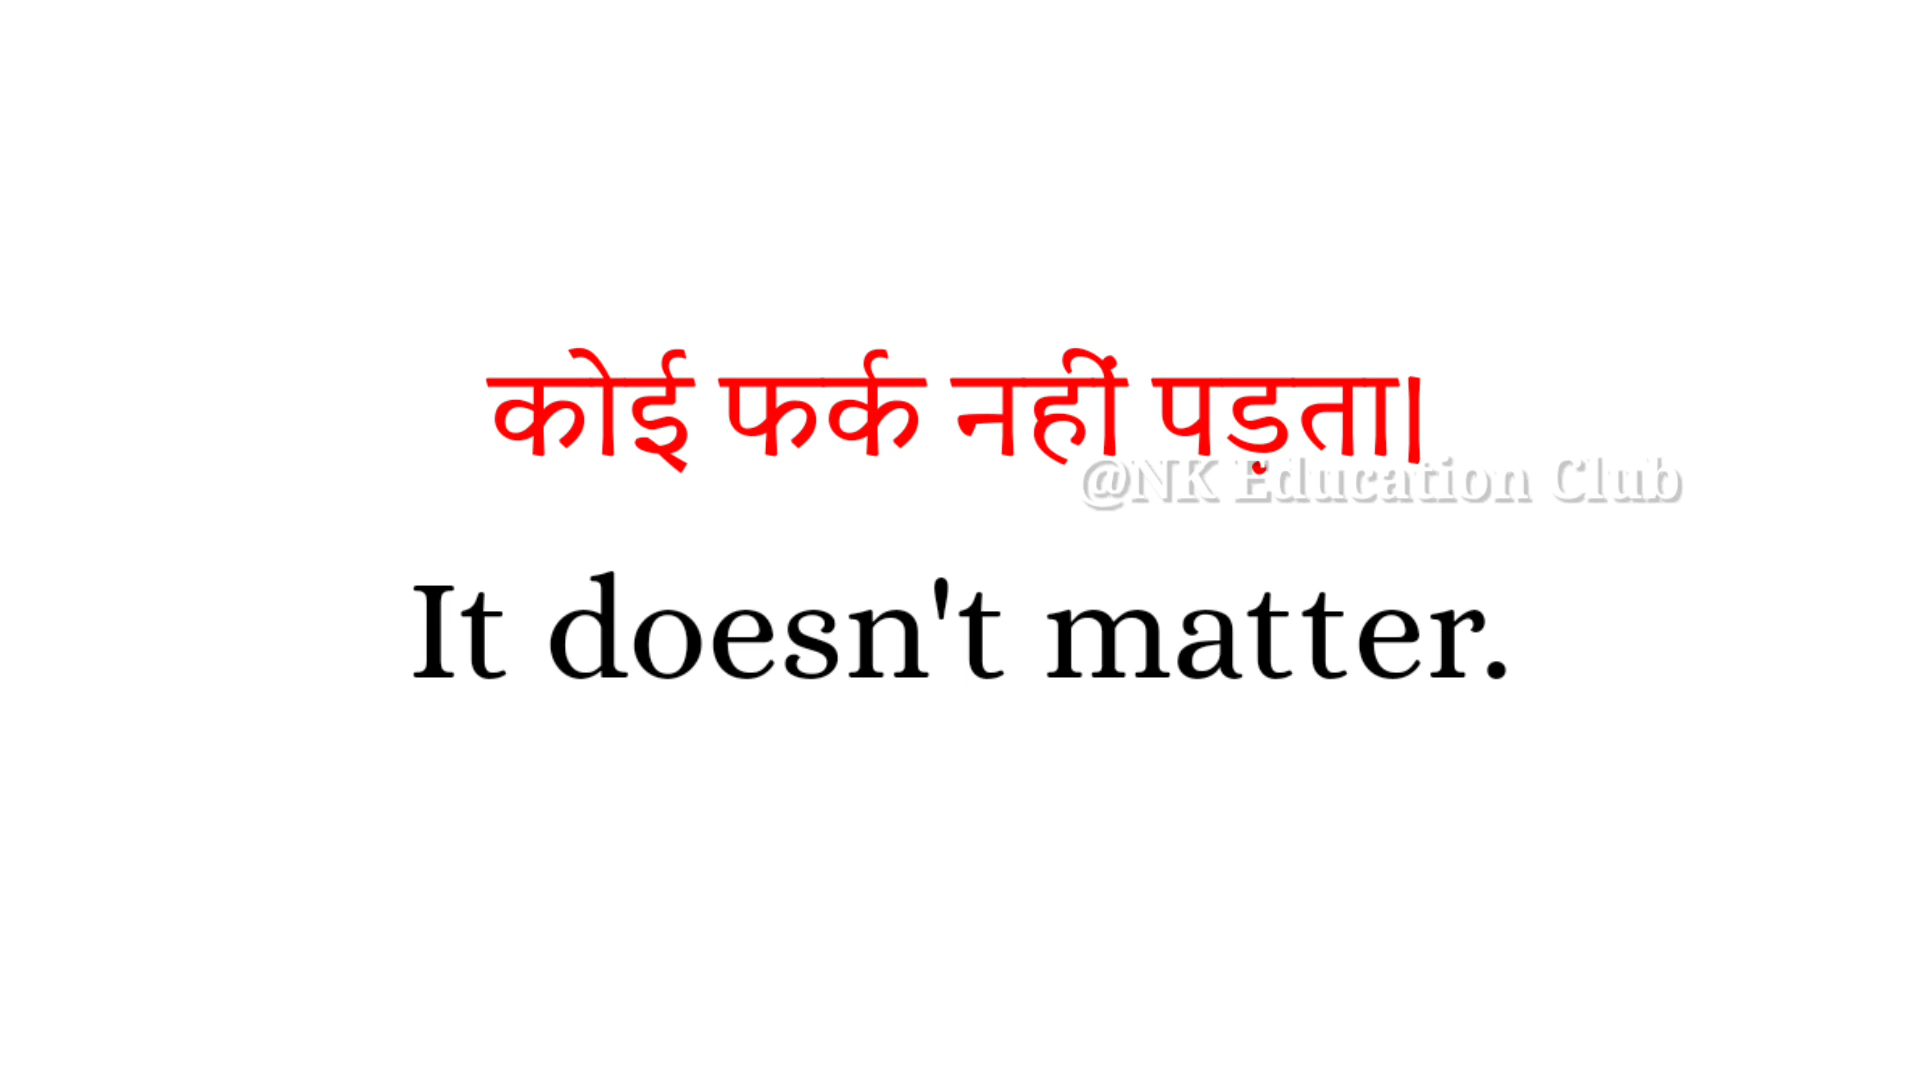 कोई फर्क नहीं पड़ता।
@NK Education Club
It doesn't matter.